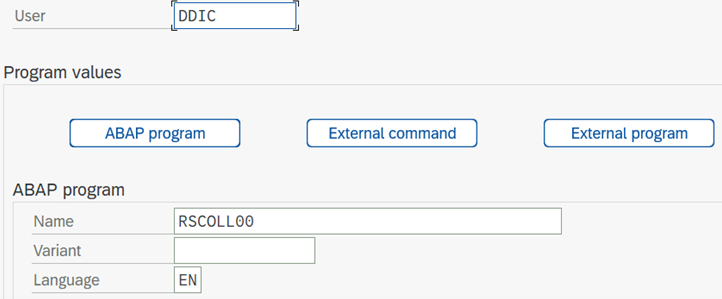 User DDIC
Program values
ABAP program External command External program
ABAP program
Name RSCOLL00
Variant
Language EN